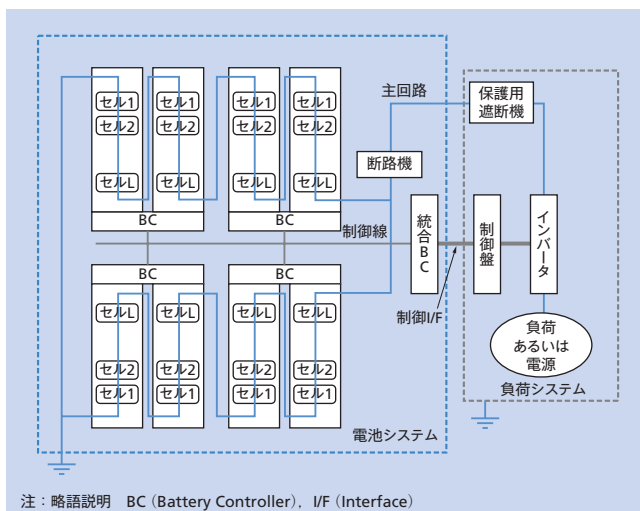 セル1 セル1 セル1 セル1
セル2 セル2 セル2 セル2
セルL セルL セルL セルL
BC BC
主回路
保護用
遮断機
断路機
制御線
統合BC
制御盤
インバータ
制御I/F
BC BC
セルL セルL セルL セルL
セル2 セル2 セル2 セル2
セル1 セル1 セル1 セル1
負荷
あるいは
電源
負荷システム
電池システム
注：略語説明　BC（Battery Controller），I/F（Interface）